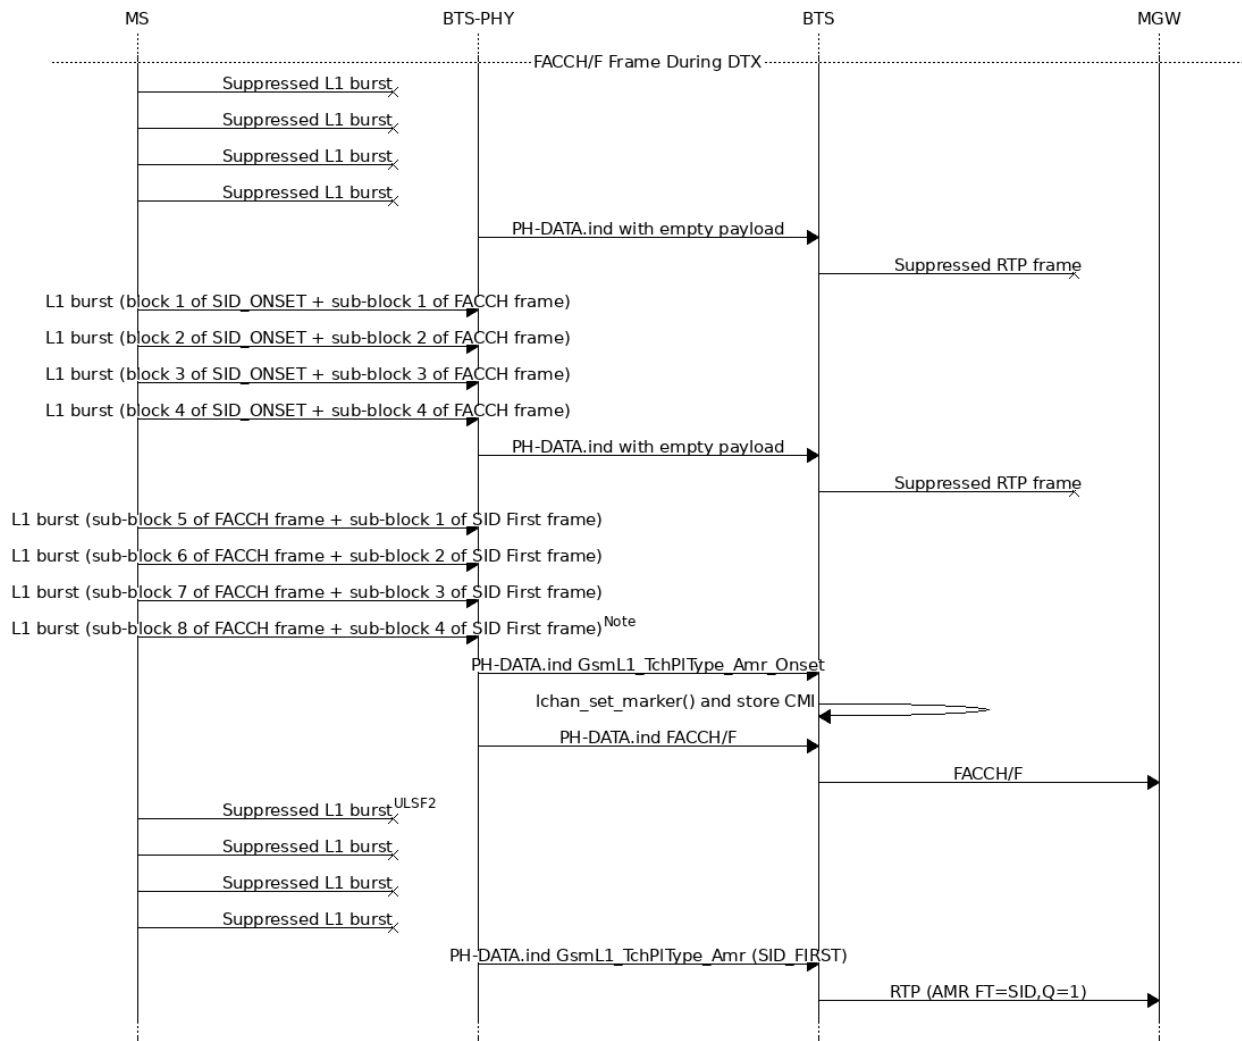 MS BTS-PHY BTS MGW
FACCH/F Frame During DTX
Suppressed L1 burst
Suppressed L1 burst
Suppressed L1 burst
Suppressed L1 burst
PH-DATA.ind with empty payload
Suppressed RTP frame
L1 burst (block 1 of SID_ONSET + sub-block 1 of FACCH frame)
L1 burst (block 2 of SID_ONSET + sub-block 2 of FACCH frame)
L1 burst (block 3 of SID_ONSET + sub-block 3 of FACCH frame)
L1 burst (block 4 of SID_ONSET + sub-block 4 of FACCH frame)
PH-DATA.ind with empty payload
Suppressed RTP frame
L1 burst (sub-block 5 of FACCH frame + sub-block 1 of SID First frame)
L1 burst (sub-block 6 of FACCH frame + sub-block 2 of SID First frame)
L1 burst (sub-block 7 of FACCH frame + sub-block 3 of SID First frame)
L1 burst (sub-block 8 of FACCH frame + sub-block 4 of SID First frame)Note
PH-DATA.ind GsmL1_TchPlType_Amr_Onset
lchan_set_marker() and store CMI
PH-DATA.ind FACCH/F
FACCH/F
Suppressed L1 burstULSF2
Suppressed L1 burst
Suppressed L1 burst
Suppressed L1 burst
PH-DATA.ind GsmL1_TchPlType_Amr (SID_FIRST)
RTP (AMR FT=SID,Q=1)